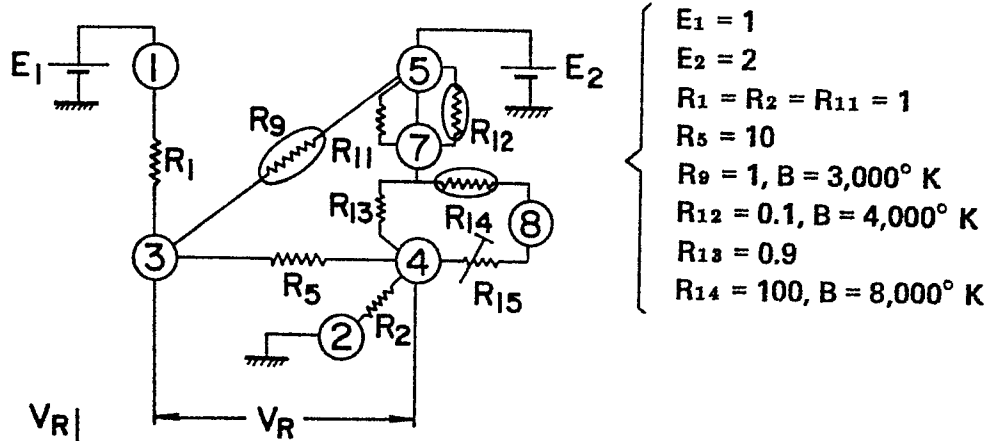 E1
1
R1
3
R9
R11
5
7
R12
E2
R13
R14
8
4
R15
R5
R2
2
VR
VR
E1 = 1
E2 = 2
R1 = R2 = R11 = 1
R5 = 10
R9 = 1, B = 3,000° K
R12 = 0.1, B = 4,000° K
R13 = 0.9
R14 = 100, B = 8,000° K